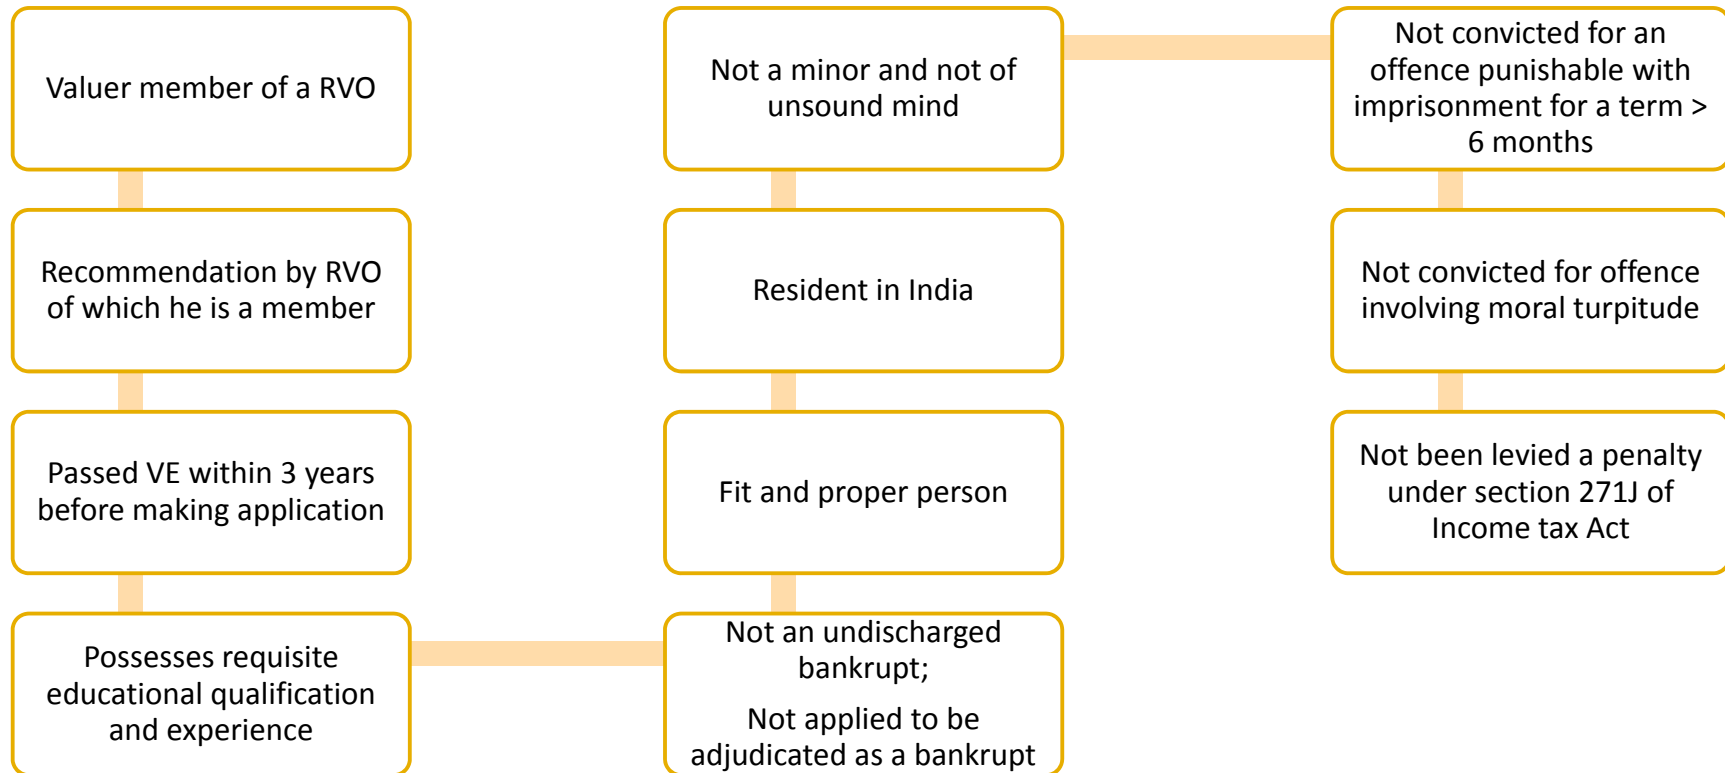 Valuer member of a RVO
Recommendation by RVO
of which he is a member
Passed VE within 3 years
before making application
Possesses requisite
educational qualification
and experience
Not an undischarged
bankrupt;
Not applied to be
adjudicated as a bankrupt
Fit and proper person
Resident in India
Not a minor and not of
unsound mind
Not convicted for an
offence punishable with
imprisonment for a term >
6 months
Not convicted for offence
involving moral turpitude
Not been levied a penalty
under section 271J of
Income tax Act